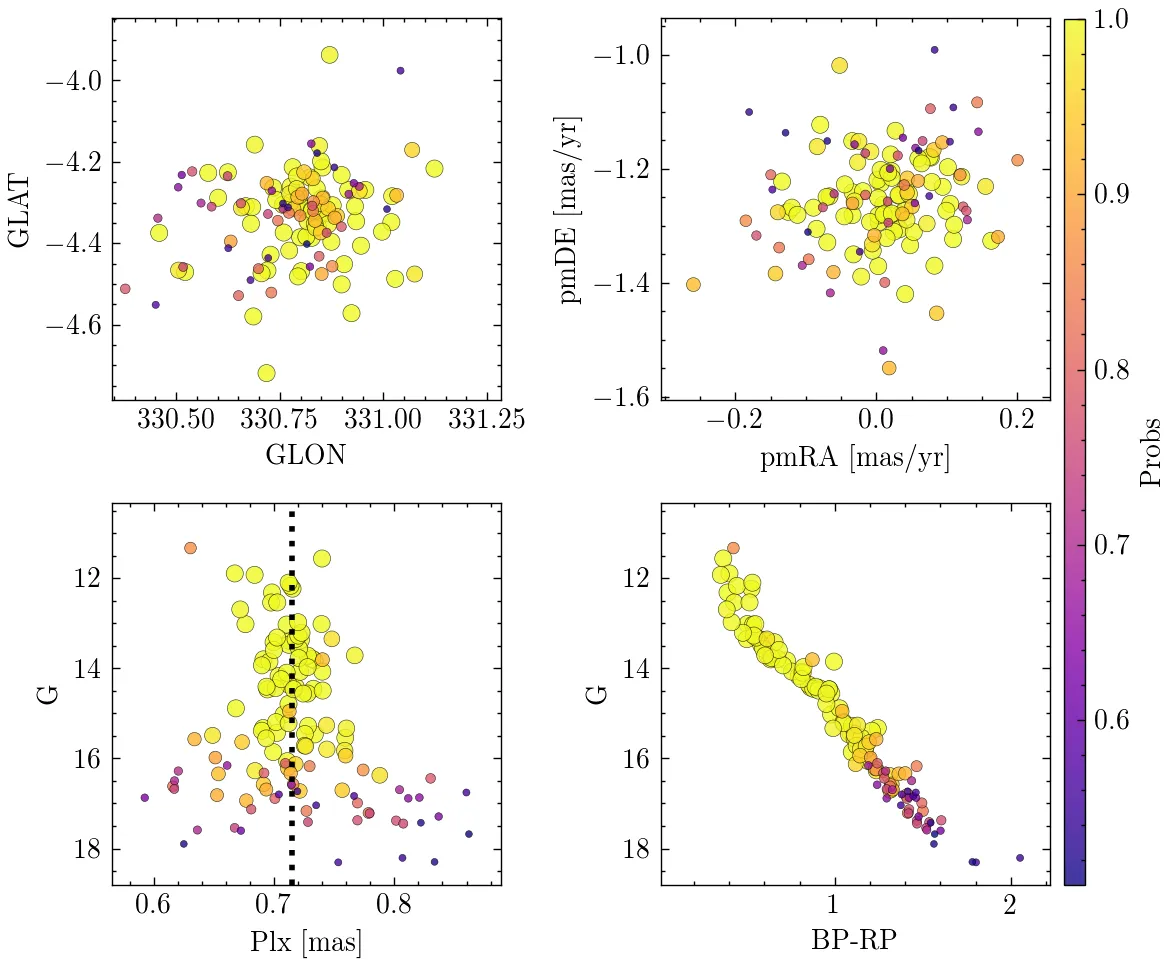 −4.0
−4.2
−4.4
−4.6
GLAT
330.50 330.75 331.00 331.25
GLON
−1.0
−1.2
−1.4
−1.6
pmDE [mas/yr]
−0.2 0.0 0.2
pmRA [mas/yr]
12
14
16
18
G
0.6 0.7 0.8
Plx [mas]
12
14
16
18
G
1 2
BP-RP
1.0
0.9
0.8
0.7
0.6
Probs